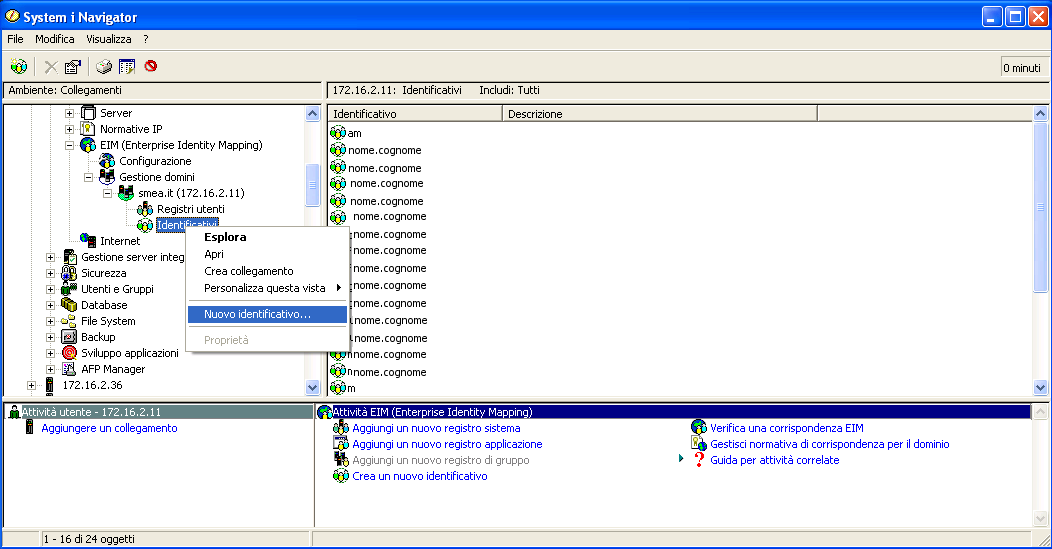 System i Navigator
File Modifica Visualizza ?
0 minuti
Ambiente: Collegamenti
172.16.2.11: Identificativi Includi: Tutti
Server
Normative IP
EIM (Enterprise Identity Mapping)
Configurazione
Gestione domini
smea.it (172.16.2.11)
Registri utenti
Identificativi
Internet
Gestione server integ
Sicurezza
Utenti e Gruppi
Database
File System
Backup
Sviluppo applicazioni
AFP Manager
172.16.2.36
Esplora
Apri
Crea collegamento
Personalizza questa vista
Nuovo identificativo...
Proprietà
Identificativo Descrizione
am
nome.cognome
nome.cognome
nome.cognome
nome.cognome
nome.cognome
nome.cognome
nome.cognome
nome.cognome
nome.cognome
nome.cognome
nome.cognome
nome.cognome
nnome.cognome
nnome.cognome
m
Attività utente - 172.16.2.11
Aggiungere un collegamento
Attività EIM (Enterprise Identity Mapping)
Aggiungi un nuovo registro sistema
Aggiungi un nuovo registro applicazione
Aggiungi un nuovo registro di gruppo
Crea un nuovo identificativo
Verifica una corrispondenza EIM
Gestisci normativa di corrispondenza per il dominio
Guida per attività correlate
1 - 16 di 24 oggetti